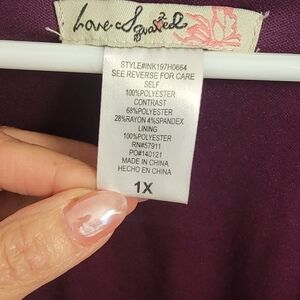 Love Squared
STYLE#INK197H0664
SEE REVERSE FOR CARE
SELF
100%POLYESTER
CONTRAST
68%POLYESTER
28%RAYON 4%SPANDEX
LINING
100%POLYESTER
RN#57911
PO#140121
MADE IN CHINA
HECHO EN CHINA
1X